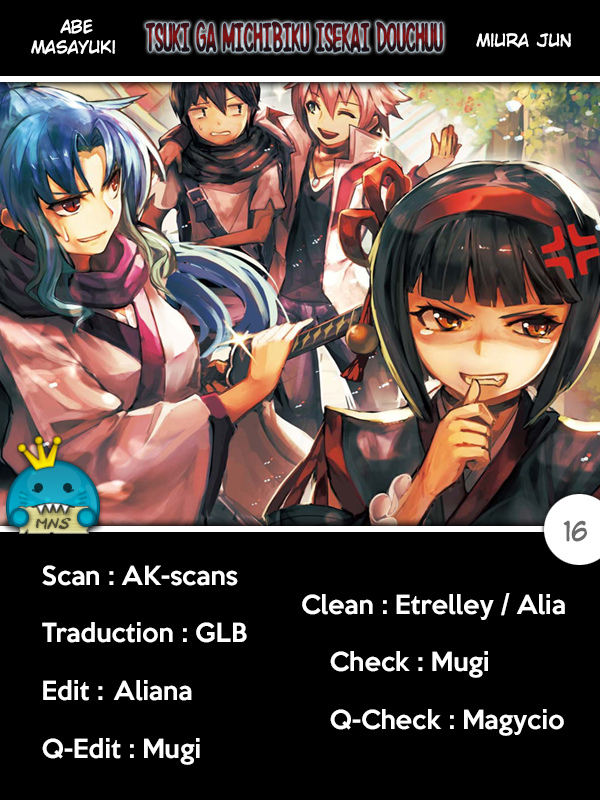 ABE
MASAYUKI
TSUKI GA MICHIBIKU ISEKAI DOUCHUU
MIURA JUN
MNS
16
Scan : AK-scans
Traduction : GLB
Edit : Aliana
Q-Edit : Mugi
Clean : Etrelley / Alia
Check : Mugi
Q-Check : Magycio